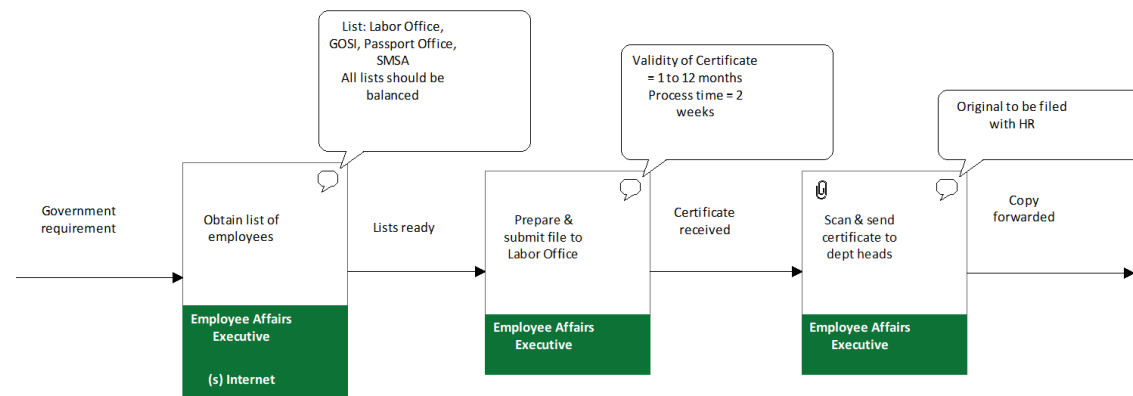 List: Labor Office,
GOSI, Passport Office,
SMSA
All lists should be
balanced
Validity of Certificate
= 1 to 12 months
Process time = 2
weeks
Original to be filed
with HR
Government
requirement
Obtain list of
employees
Lists ready
Prepare &
submit file to
Labor Office
Certificate
received
Scan & send
certificate to
dept heads
Copy
forwarded
Employee Affairs
Executive
(s) Internet
Employee Affairs
Executive
Employee Affairs
Executive